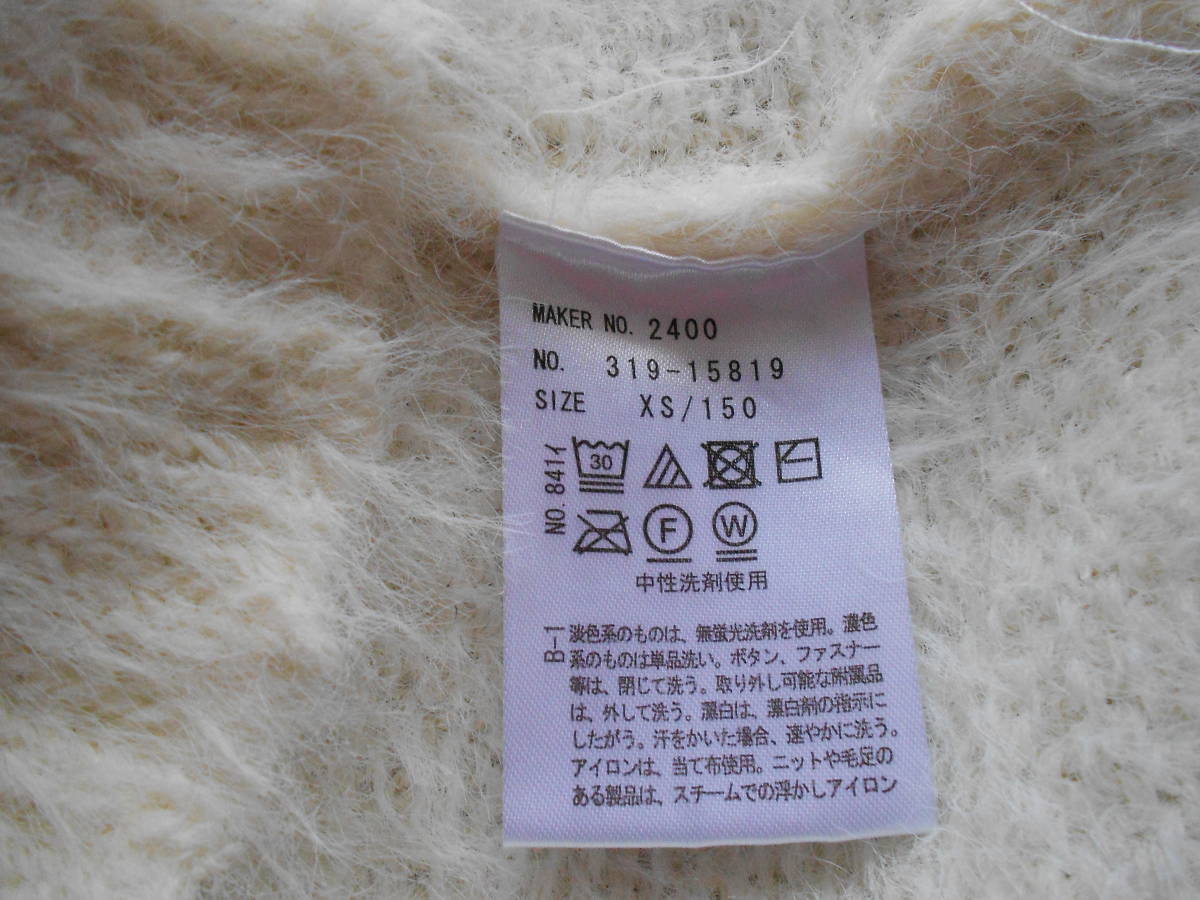 MAKER NO. 2400
NO. 319-15819
SIZE XS/150
NO. 841イ
30
F W
中性洗剤使用
B-1
淡色系のものは、無蛍光洗剤を使用。濃色
系のものは単品洗い。ボタン、ファスナー
等は、閉じて洗う。取り外し可能な附属品
は、外して洗う。漂白は、漂白剤の指示に
したがう。汗をかいた場合、速やかに洗う。
アイロンは、当て布使用。ニットや毛足の
ある製品は、スチームでの浮かしアイロン